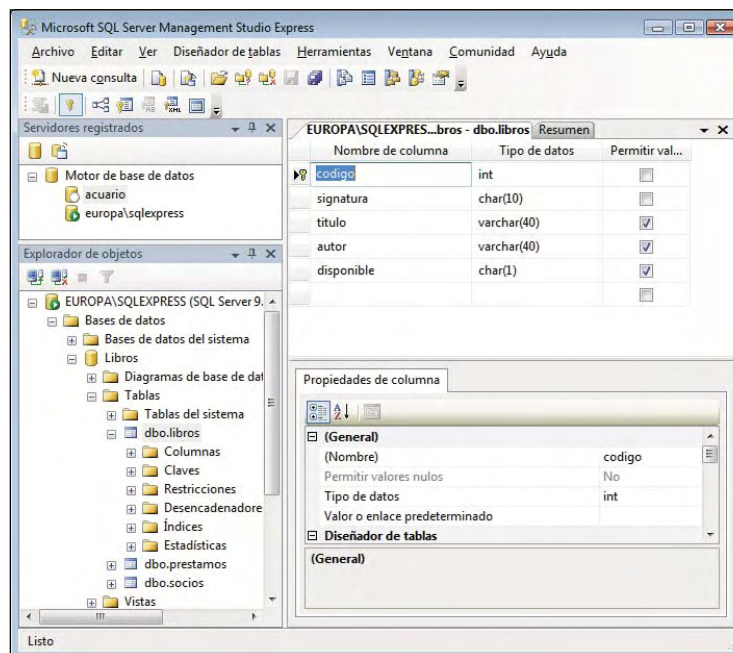 Microsoft SQL Server Management Studio Express
Archivo Editar Ver Diseñador de tablas Herramientas Ventana Comunidad Ayuda
Nueva consulta
Servidores registrados
Motor de base de datos
acuario
europa\sqlexpress
Explorador de objetos
EUROPA\SQLEXPRESS (SQL Server 9.
Bases de datos
Bases de datos del sistema
Libros
Diagramas de base de dat
Tablas
Tablas del sistema
dbo.libros
Columnas
Claves
Restricciones
Desencadenadore
Índices
Estadísticas
dbo.prestamos
dbo.socios
Vistas
EUROPA\SQLEXPRES...bros - dbo.libros Resumen
Nombre de columna Tipo de datos Permitir val...
codigo int
signatura char(10)
titulo varchar(40)
autor varchar(40)
disponible char(1)
Propiedades de columna
(General)
(Nombre) codigo
Permitir valores nulos No
Tipo de datos int
Valor o enlace predeterminado
Diseñador de tablas
(General)
Listo